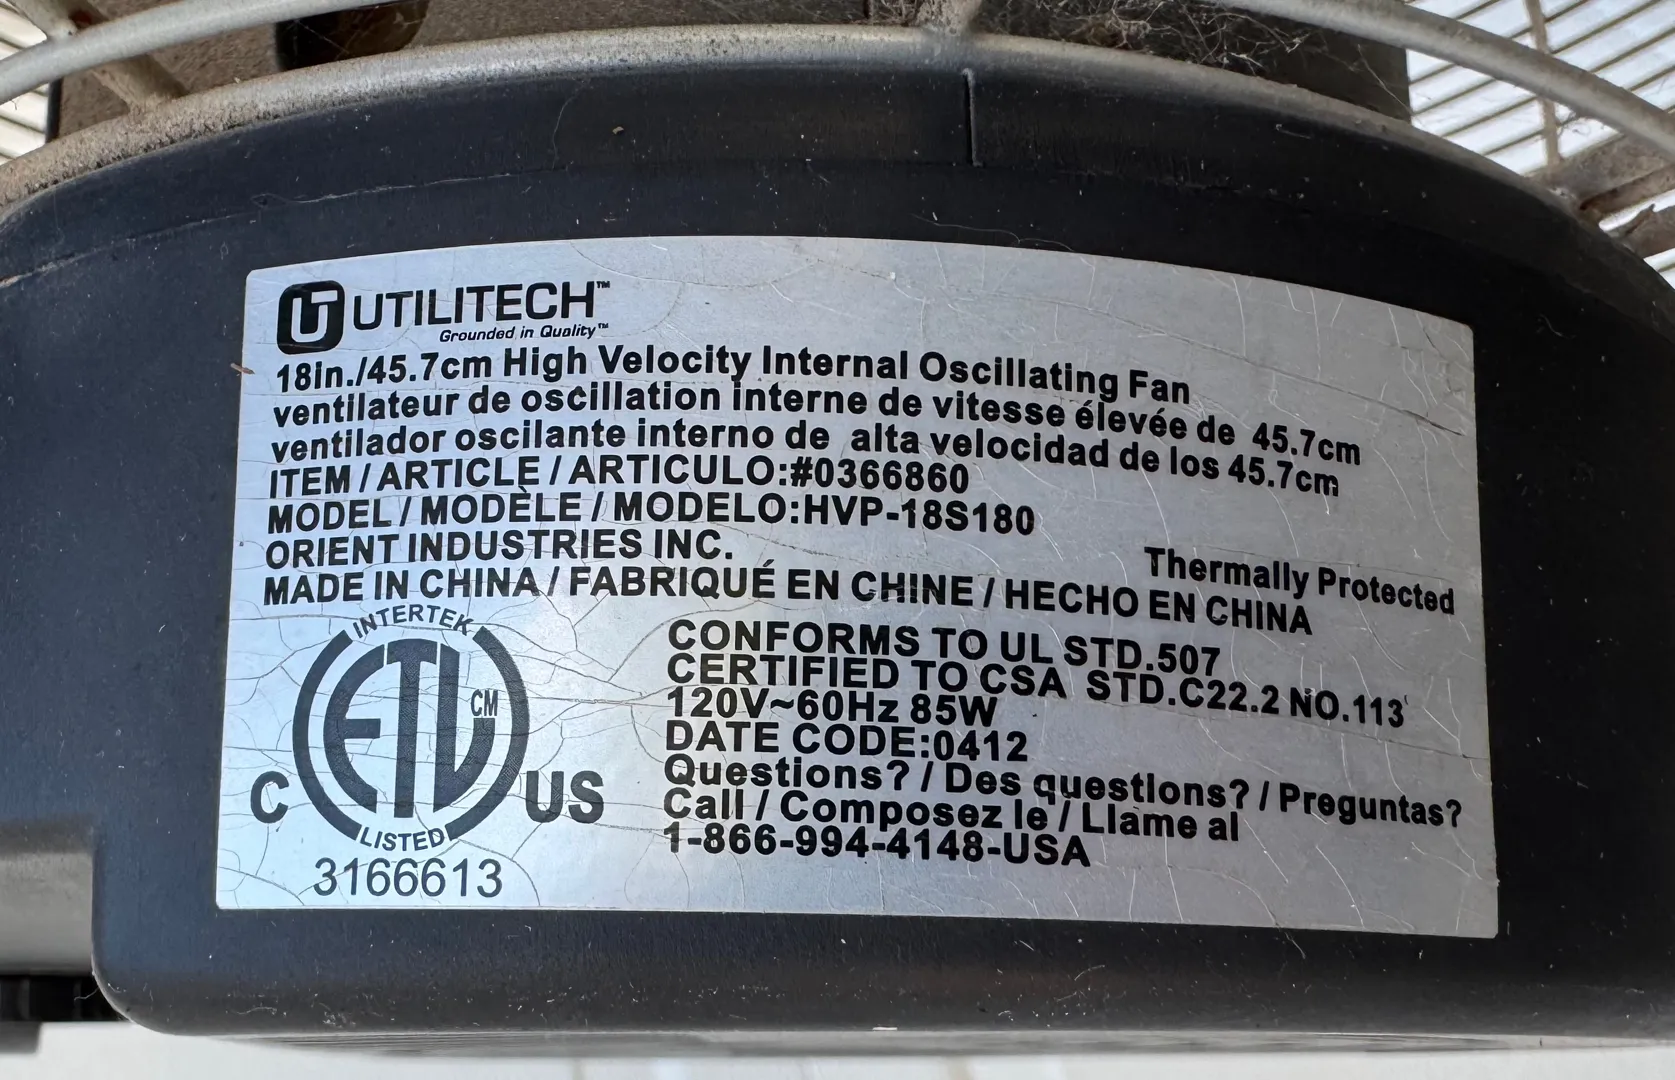 UTILITECH™
Grounded in Quality™
18in./45.7cm High Velocity Internal Oscillating Fan
ventilateur de oscillation interne de vitesse élevée de 45.7cm
ventilador oscilante interno de alta velocidad de los 45.7cm
ITEM / ARTICLE / ARTICULO:#0366860
MODEL / MODÈLE / MODELO:HVP-18S180
ORIENT INDUSTRIES INC.
Thermally Protected
MADE IN CHINA / FABRIQUÉ EN CHINE / HECHO EN CHINA
INTERTEK
ETL CM
C US
LISTED
3166613
CONFORMS TO UL STD.507
CERTIFIED TO CSA STD.C22.2 NO.113
120V~60Hz 85W
DATE CODE:0412
Questions? / Des questions? / Preguntas?
Call / Composez le / Llame al
1-866-994-4148-USA